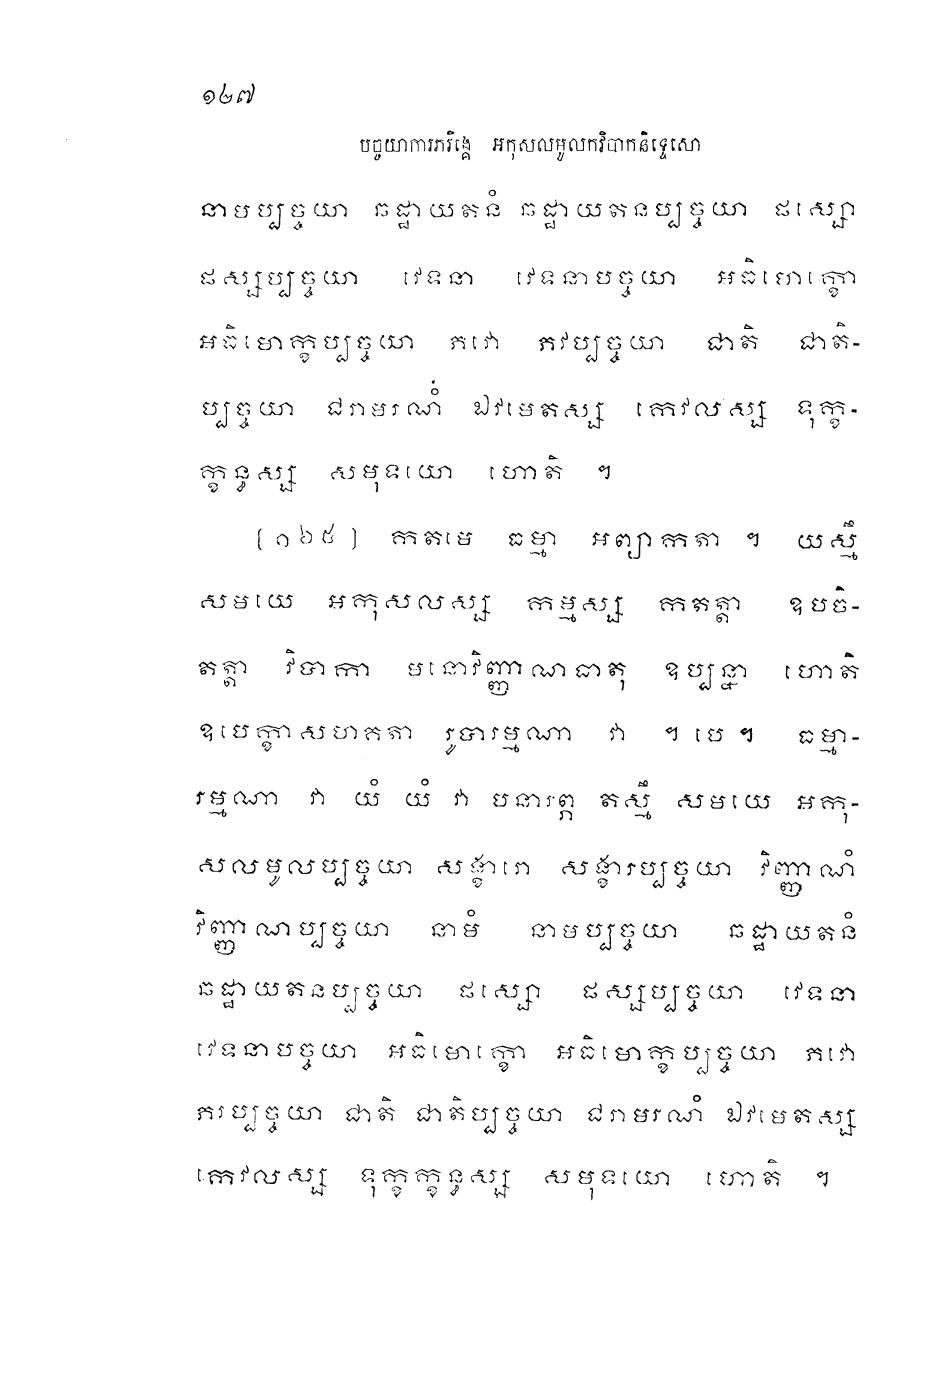 ១២៧
បច្ចយាការវិភង្គេ អកុសលមូលកវិបាកនិទ្ទេសោ
នាមប្បច្ចយា ឆដ្ឋាយតនំ ឆដ្ឋាយតនប្បច្ចយា ផស្សោ
ផស្សប្បច្ចយា វេទនា វេទនាបច្ចយា អធិមោក្ខោ
អធិមោក្ខប្បច្ចយា ភវោ ភវប្បច្ចយា ជាតិ ជាតិ-
ប្បច្ចយា ជរាមរណំ ឯវមេតស្ស កេវលស្ស ទុក្ខ-
ក្ខន្ធស្ស សមុទយោ ហោតិ ។
[១៦៥] កតមេ ធម្មា អព្យាកតា ។ យស្មឹ
សមយេ អកុសលស្ស កម្មស្ស កតត្តា ឧបចិ-
តត្តា វិបាកា មនោវិញ្ញាណធាតុ ឧប្បន្នា ហោតិ
ឧបេក្ខាសហគតា រូបារម្មណា វា ។ បេ ។ ធម្មា-
រម្មណា វា យំ យំ វា បនារព្ភ តស្មឹ សមយេ អកុ-
សលមូលប្បច្ចយា សង្ខារោ សង្ខារប្បច្ចយា វិញ្ញាណំ
វិញ្ញាណប្បច្ចយា នាមំ នាមប្បច្ចយា ឆដ្ឋាយតនំ
ឆដ្ឋាយតនប្បច្ចយា ផស្សោ ផស្សប្បច្ចយា វេទនា
វេទនាបច្ចយា អធិមោក្ខោ អធិមោក្ខប្បច្ចយា ភវោ
ភវប្បច្ចយា ជាតិ ជាតិប្បច្ចយា ជរាមរណំ ឯវមេតស្ស
កេវលស្ស ទុក្ខក្ខន្ធស្ស សមុទយោ ហោតិ ។